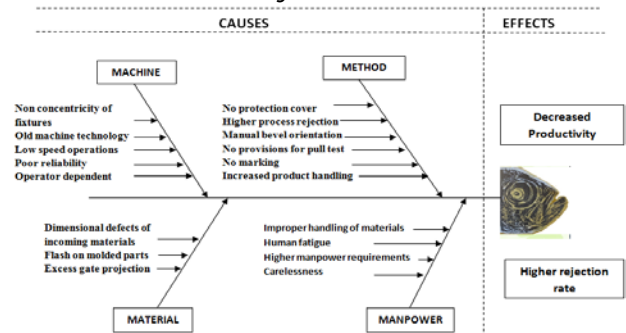 CAUSES
EFFECTS
MACHINE
METHOD
Non concentricity of
fixtures
Old machine technology
Low speed operations
Poor reliability
Operator dependent
No protection cover
Higher process rejection
Manual bevel orientation
No provisions for pull test
No marking
Increased product handling
Decreased
Productivity
Dimensional defects of
incoming materials
Flash on molded parts
Excess gate projection
Improper handling of materials
Human fatigue
Higher manpower requirements
Carelessness
Higher rejection
rate
MATERIAL
MANPOWER